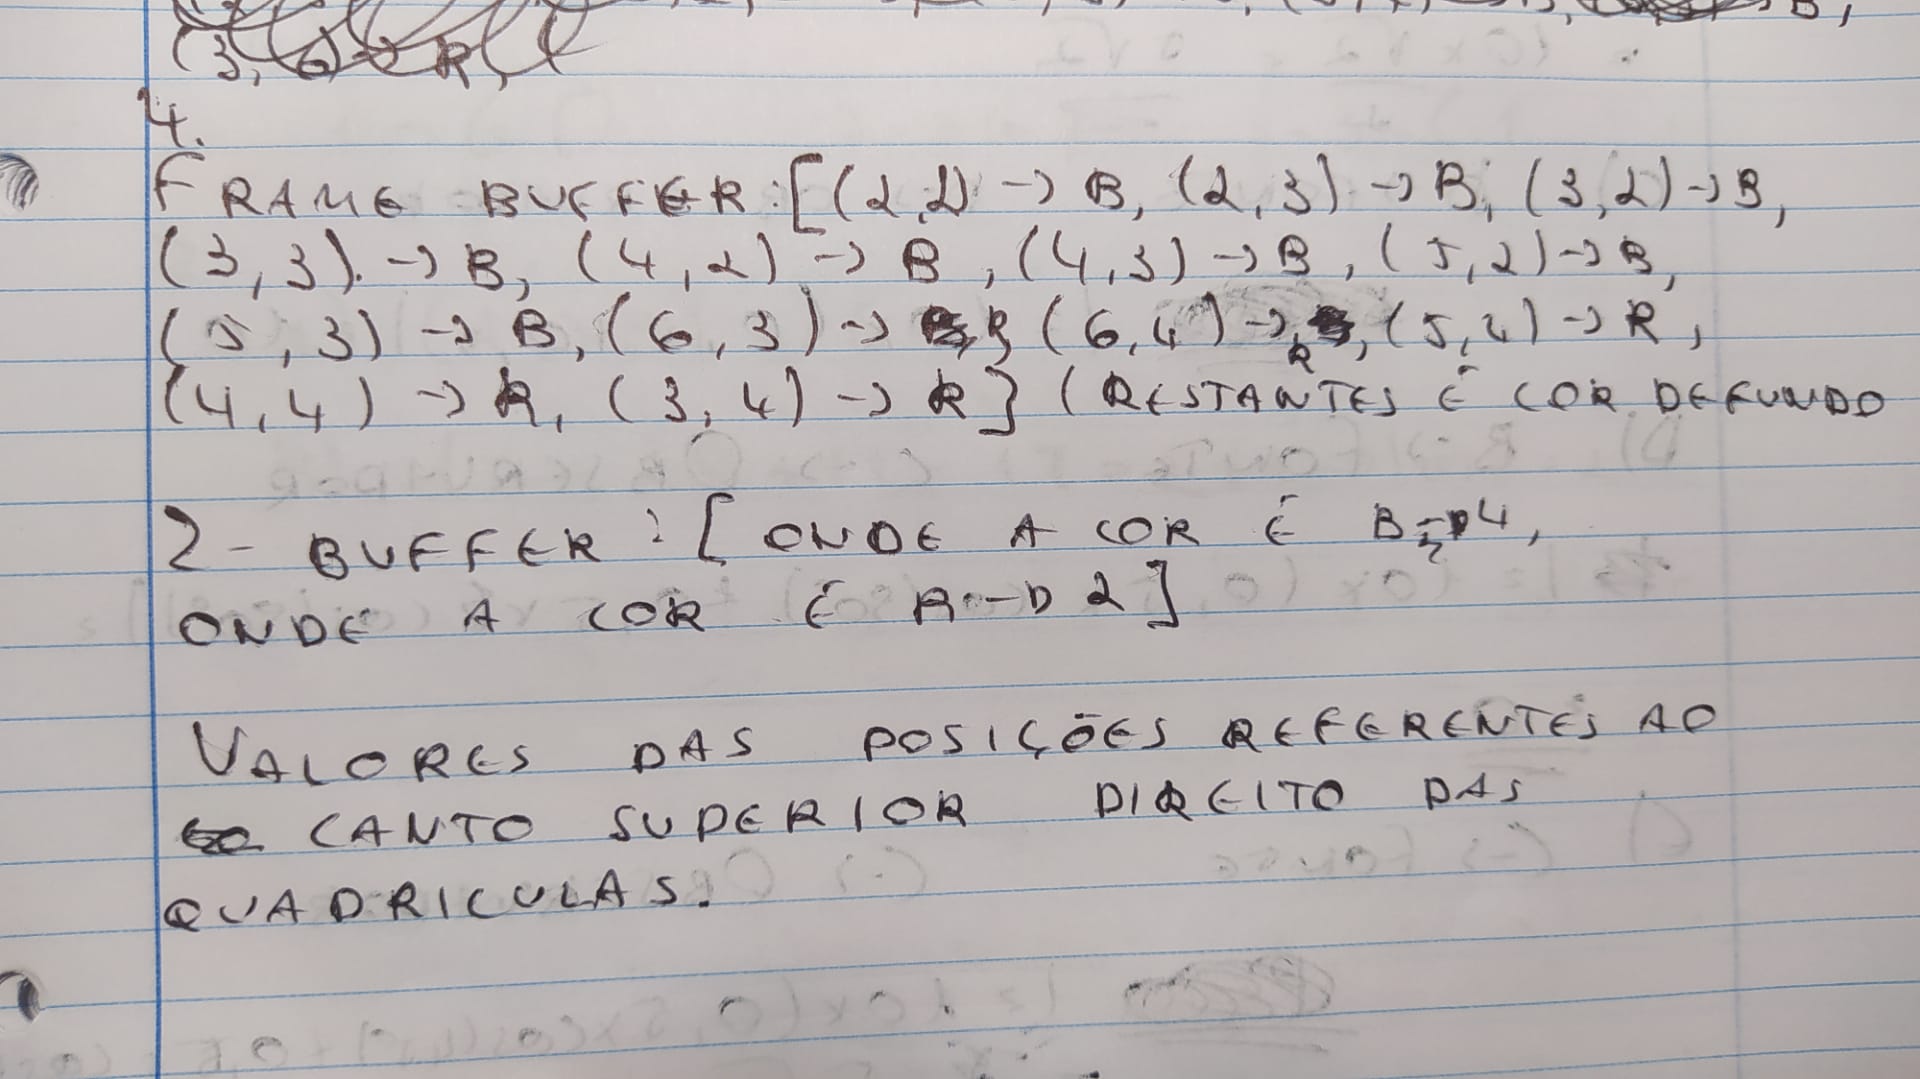 (3, 6) → R,
4.
FRAME BUFFER:[(2,2) → B, (2,3) → B, (3,2) → B,
(3,3). → B, (4,2) → B, (4,3) → B, (5,2) → B,
(5,3) → B, (6,3) → R, (6,4) → R, (5,4) → R,
(4,4) → R, (3,4) → R] (RESTANTES É COR DE FUNDO
Z-BUFFER: [ONDE A COR É B → 4,
ONDE A COR É R → 2]
VALORES DAS POSIÇÕES REFERENTES AO
CANTO SUPERIOR DIREITO DAS
QUADRICULAS.